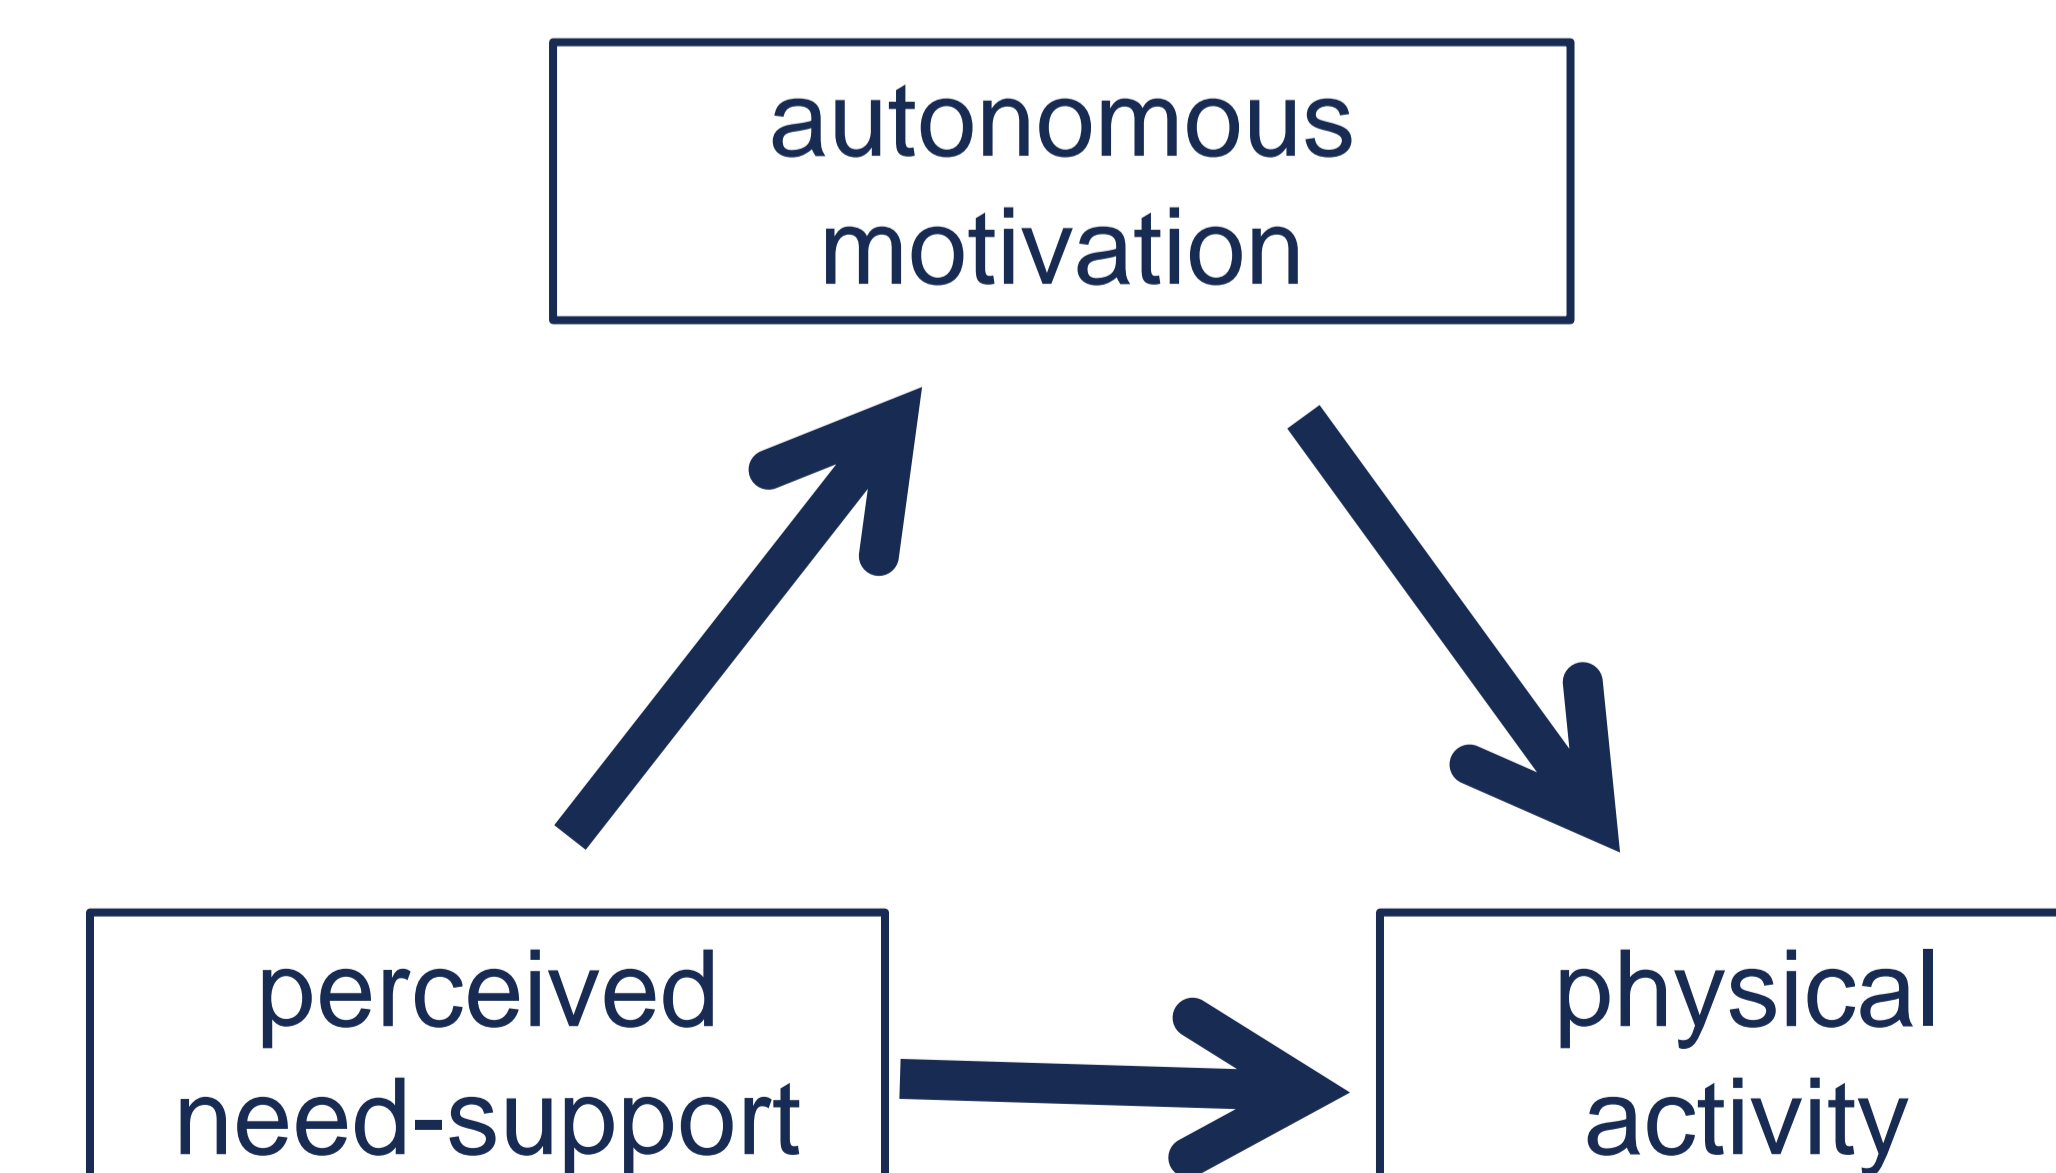 autonomous
motivation
perceived
need-support
physical
activity